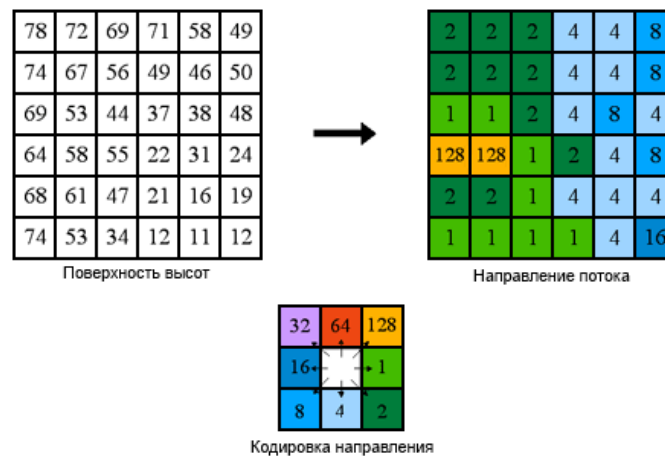 78 72 69 71 58 49
74 67 56 49 46 50
69 53 44 37 38 48
64 58 55 22 31 24
68 61 47 21 16 19
74 53 34 12 11 12
Поверхность высот
2 2 2 4 4 8
2 2 2 4 4 8
1 1 2 4 8 4
128 128 1 2 4 8
2 2 1 4 4 4
1 1 1 1 4 16
Направление потока
32 64 128
16 1
8 4 2
Кодировка направления